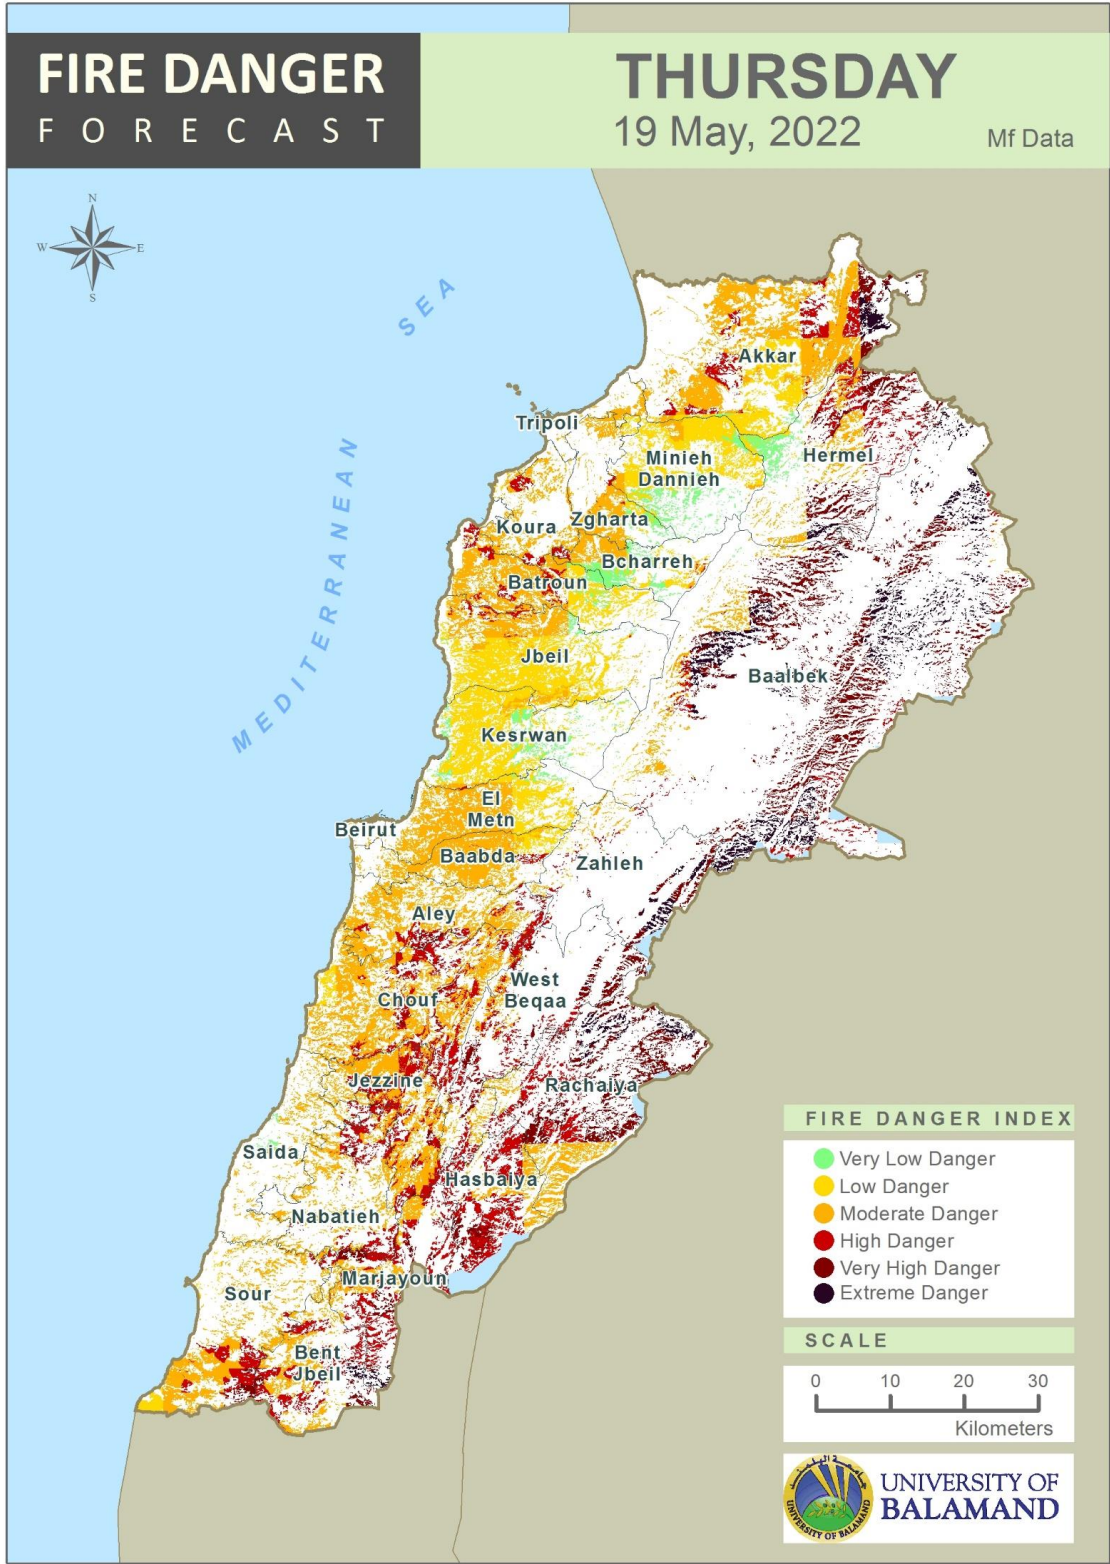 FIRE DANGER
FORECAST
THURSDAY
19 May, 2022
Mf Data
N
W
E
S
SEA
MEDITERRANEAN
Akkar
Tripoli
Minieh
Dannieh
Hermel
Koura
Zgharta
Bcharreh
Batroun
Jbeil
Baalbek
Kesrwan
El
Metn
Beirut
Baabda
Zahleh
Aley
West
Beqaa
Chouf
Jezzine
Rachaiya
Saida
Hasbaiya
Nabatieh
Marjayoun
Sour
Bent
Jbeil
FIRE DANGER INDEX
Very Low Danger
Low Danger
Moderate Danger
High Danger
Very High Danger
Extreme Danger
SCALE
0 10 20 30
Kilometers
UNIVERSITY OF BALAMAND
UNIVERSITY OF
BALAMAND